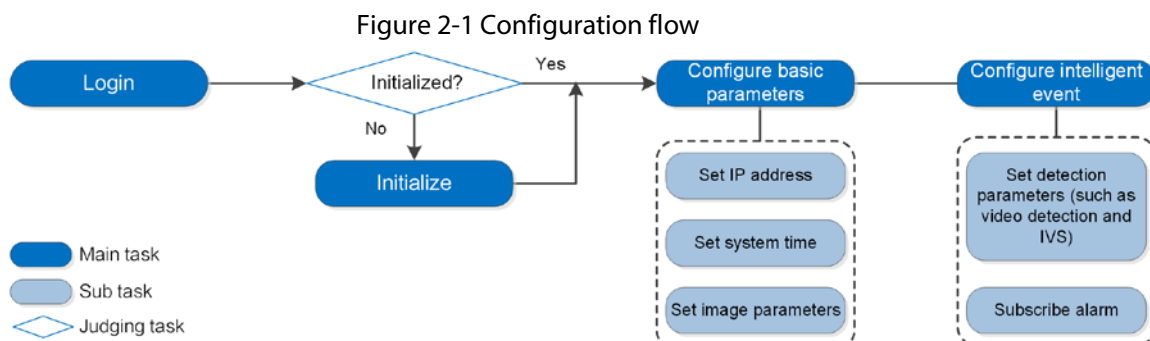 Figure 2-1 Configuration flow
Login
Initialized?
Yes
No
Initialize
Configure basic
parameters
Set IP address
Set system time
Set image parameters
Configure intelligent
event
Set detection
parameters (such as
video detection and
IVS)
Subscribe alarm
Main task
Sub task
Judging task